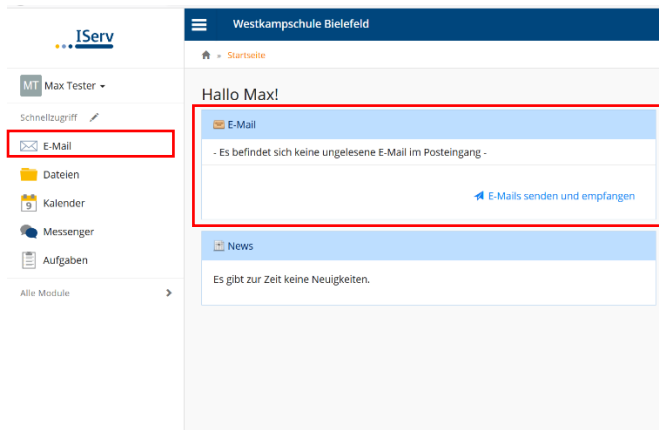 IServ
MT Max Tester
Schnellzugriff
E-Mail
9 Kalender
Dateien
Messenger
Aufgaben
Alle Module
Westkampschule Bielefeld
» Startseite
Hallo Max!
E-Mail
- Es befindet sich keine ungelesene E-Mail im Posteingang -
E-Mails senden und empfangen
News
Es gibt zur Zeit keine Neuigkeiten.